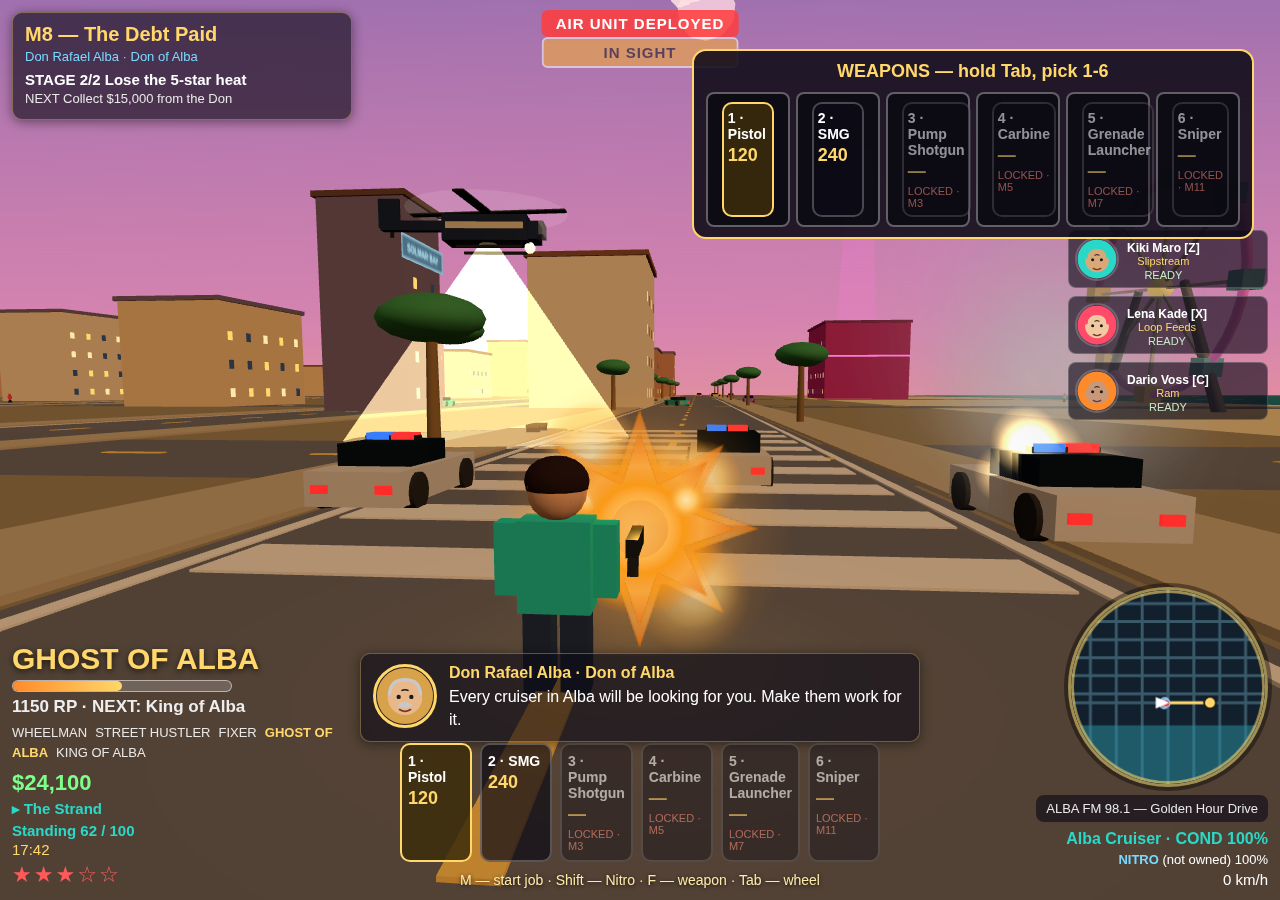 M8 — The Debt Paid
Don Rafael Alba · Don of Alba
STAGE 2/2 Lose the 5-star heat
NEXT Collect $15,000 from the Don
AIR UNIT DEPLOYED
IN SIGHT
WEAPONS — hold Tab, pick 1-6
1 ·
Pistol
120
2 ·
SMG
240
3 ·
Pump
Shotgun
—
LOCKED ·
M3
4 ·
Carbine
—
LOCKED ·
M5
5 ·
Grenade
Launcher
—
LOCKED ·
M7
6 ·
Sniper
—
LOCKED
· M11
SOLMAR BAY
Kiki Maro [Z]
Slipstream
READY
Lena Kade [X]
Loop Feeds
READY
Dario Voss [C]
Ram
READY
GHOST OF ALBA
1150 RP · NEXT: King of Alba
WHEELMAN STREET HUSTLER FIXER GHOST OF
ALBA KING OF ALBA
$24,100
▸ The Strand
Standing 62 / 100
17:42
★★★☆☆
Don Rafael Alba · Don of Alba
Every cruiser in Alba will be looking for you. Make them work for
it.
1 ·
Pistol
120
2 · SMG
240
3 ·
Pump
Shotgun
—
LOCKED ·
M3
4 ·
Carbine
—
LOCKED ·
M5
5 ·
Grenade
Launcher
—
LOCKED ·
M7
6 ·
Sniper
—
LOCKED ·
M11
M — start job · Shift — Nitro · F — weapon · Tab — wheel
ALBA FM 98.1 — Golden Hour Drive
Alba Cruiser · COND 100%
NITRO (not owned) 100%
0 km/h